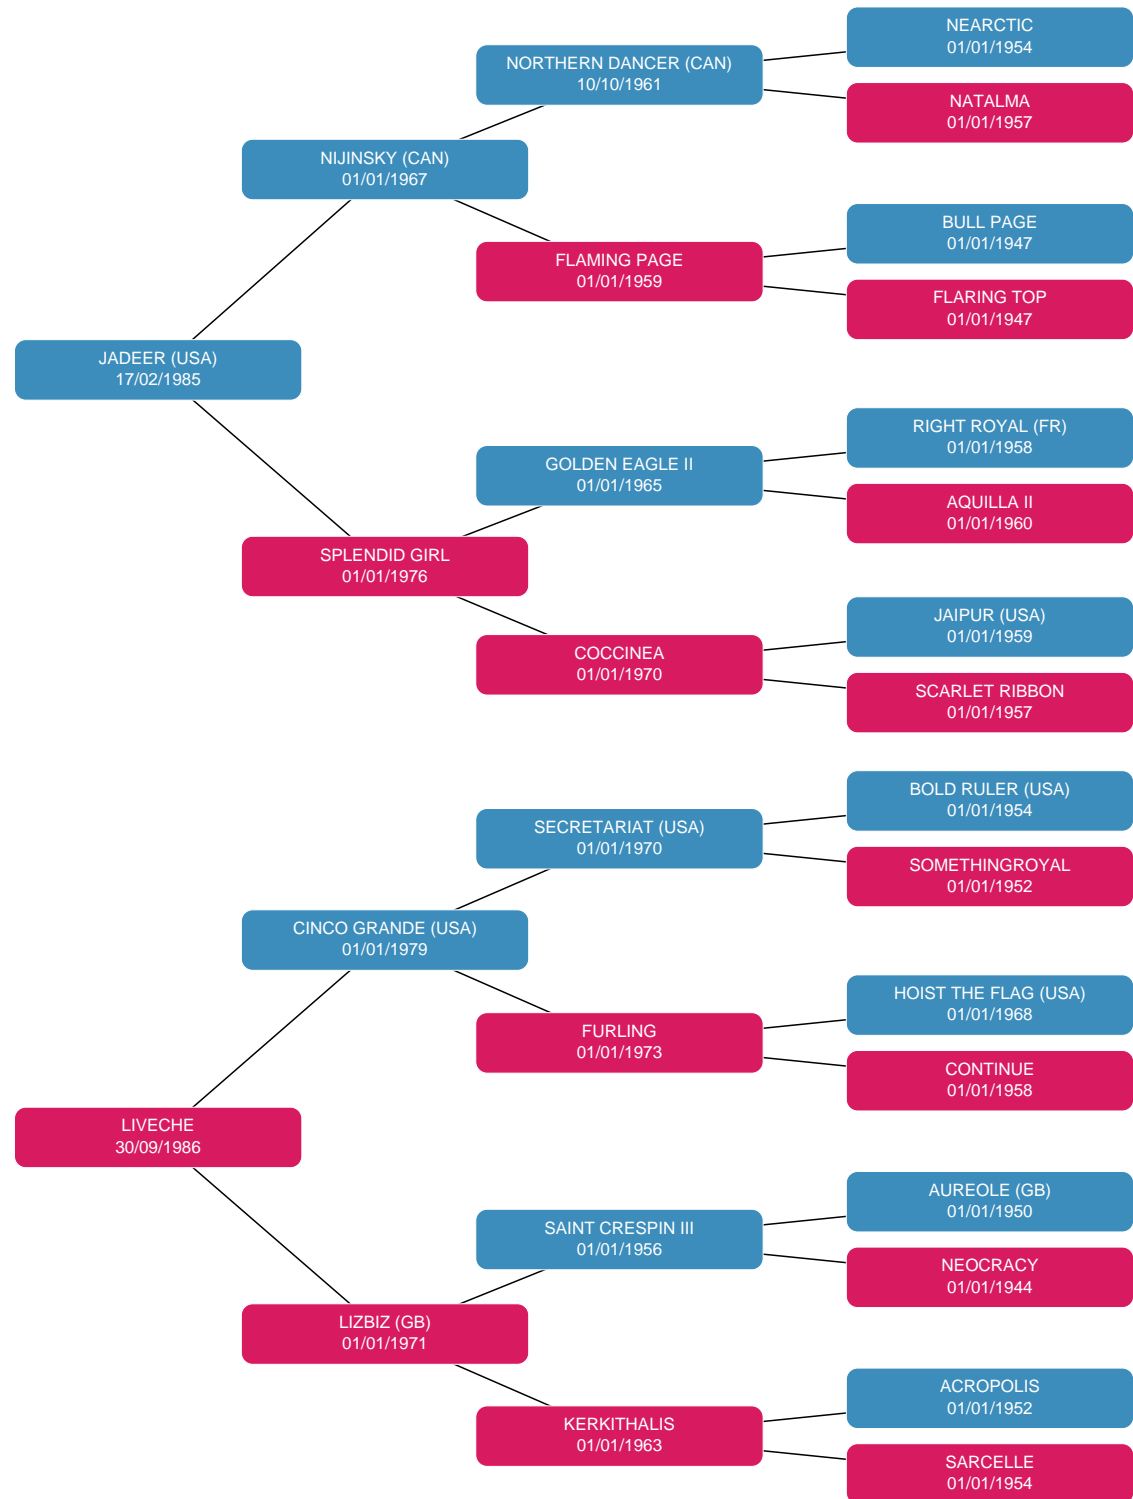 NEARCTIC
01/01/1954
NORTHERN DANCER (CAN)
10/10/1961
NATALMA
01/01/1957
NIJINSKY (CAN)
01/01/1967
BULL PAGE
01/01/1947
FLAMING PAGE
01/01/1959
FLARING TOP
01/01/1947
JADEER (USA)
17/02/1985
RIGHT ROYAL (FR)
01/01/1958
GOLDEN EAGLE II
01/01/1965
AQUILLA II
01/01/1960
SPLENDID GIRL
01/01/1976
JAIPUR (USA)
01/01/1959
COCCINEA
01/01/1970
SCARLET RIBBON
01/01/1957
BOLD RULER (USA)
01/01/1954
SECRETARIAT (USA)
01/01/1970
SOMETHINGROYAL
01/01/1952
CINCO GRANDE (USA)
01/01/1979
HOIST THE FLAG (USA)
01/01/1968
FURLING
01/01/1973
CONTINUE
01/01/1958
LIVECHE
30/09/1986
AUREOLE (GB)
01/01/1950
SAINT CRESPIN III
01/01/1956
NEOCRACY
01/01/1944
LIZBIZ (GB)
01/01/1971
ACROPOLIS
01/01/1952
KERKITHALIS
01/01/1963
SARCELLE
01/01/1954